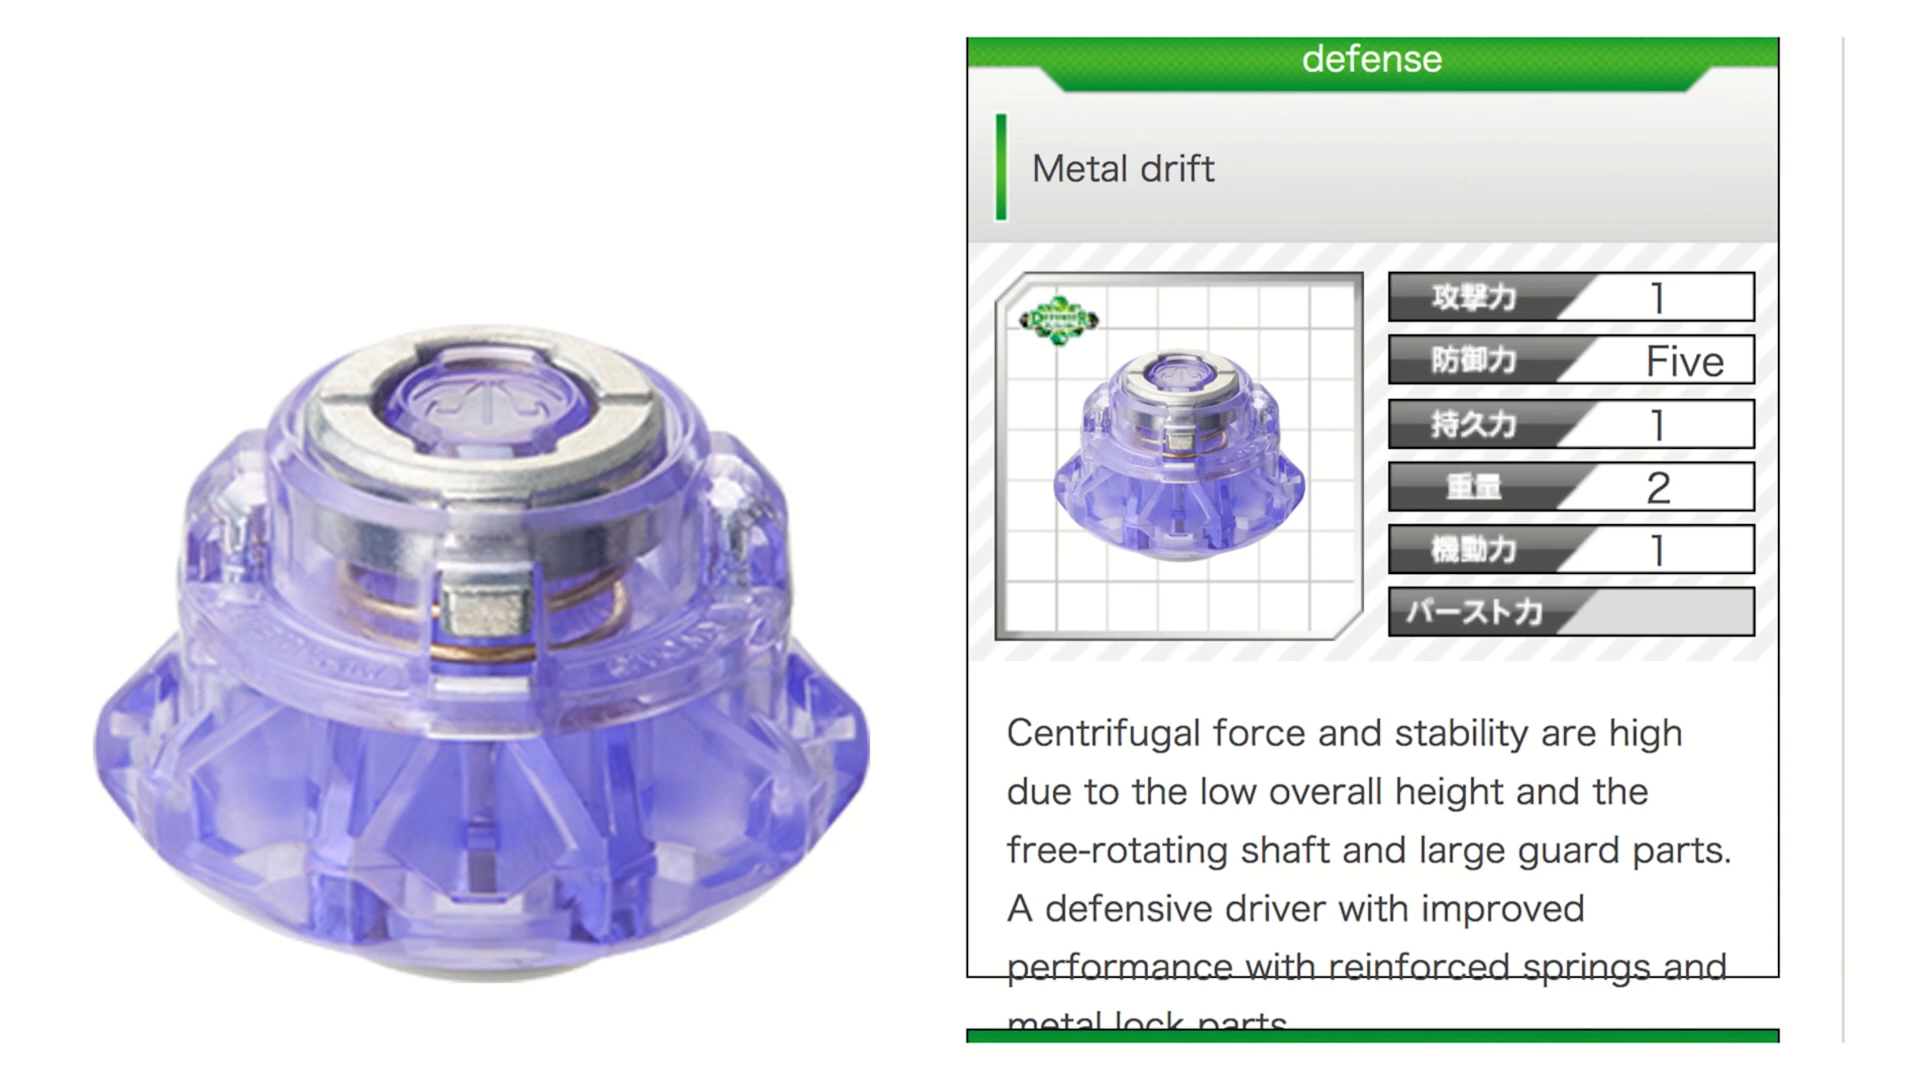 defense
Metal drift
DEFENSER
攻撃力 1
防御力 Five
持久力 1
重量 2
機動力 1
バースト力
Centrifugal force and stability are high
due to the low overall height and the
free-rotating shaft and large guard parts.
A defensive driver with improved
performance with reinforced springs and
metal lock parts